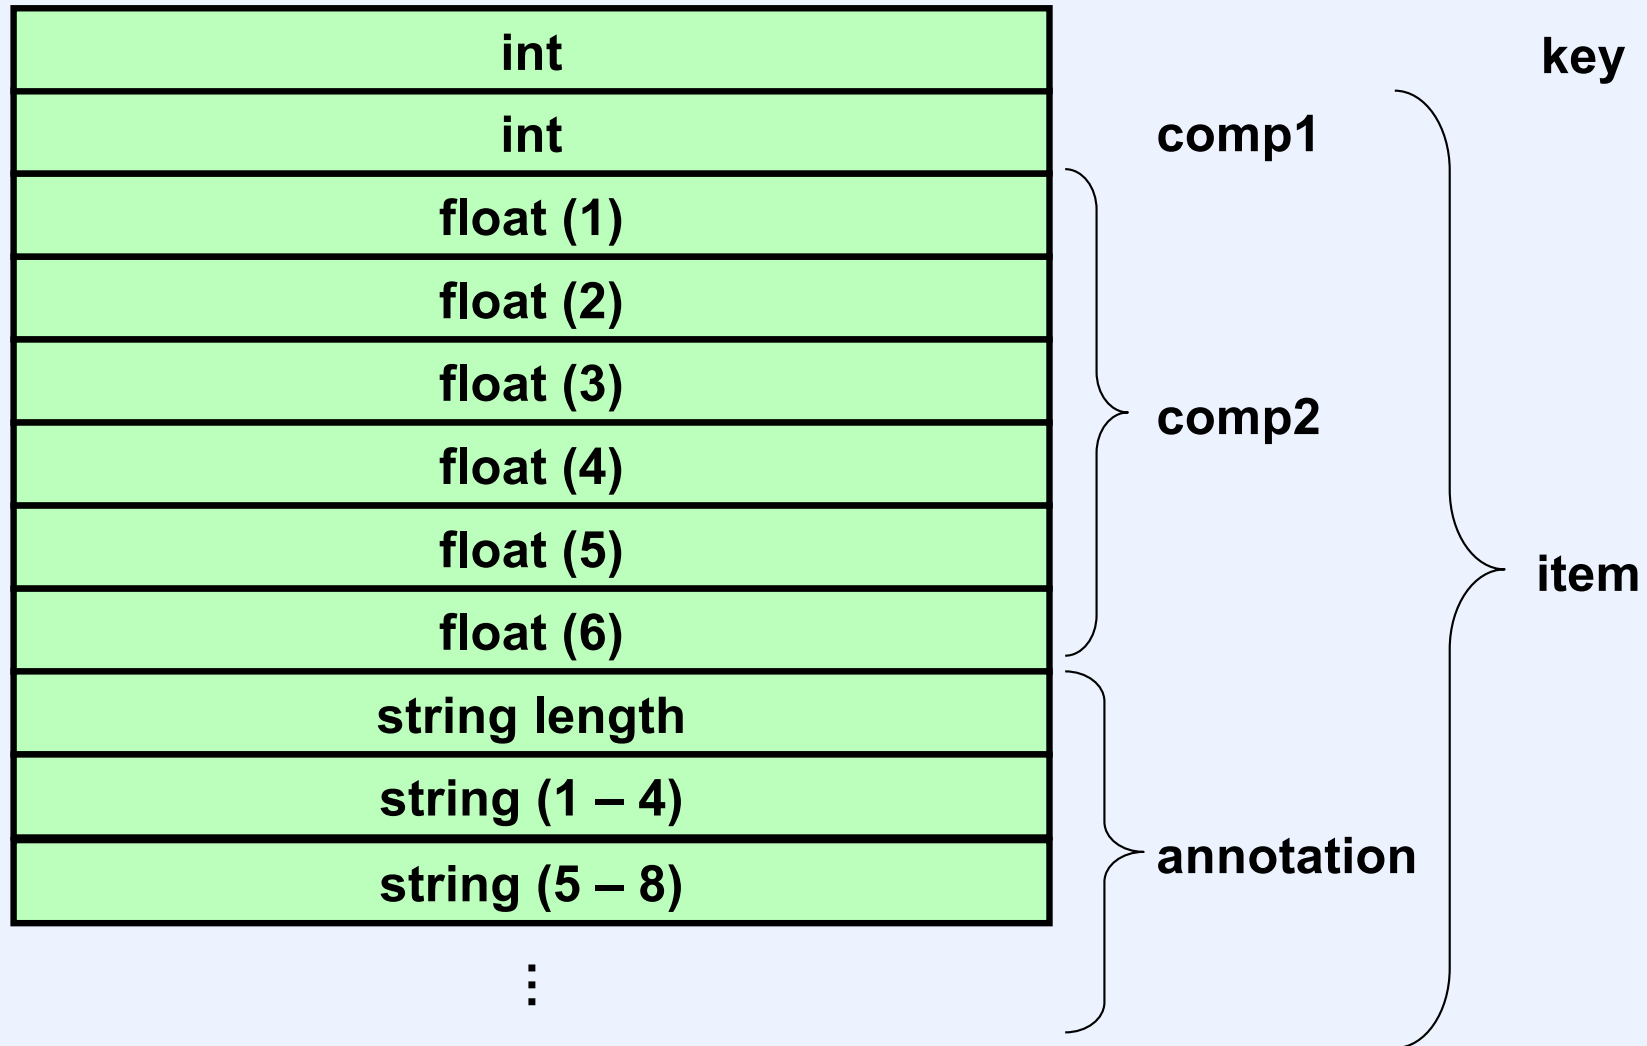 int
key
int
comp1
float (1)
float (2)
float (3)
float (4)
comp2
float (5)
float (6)
item
string length
string (1 – 4)
string (5 – 8)
annotation
⋮